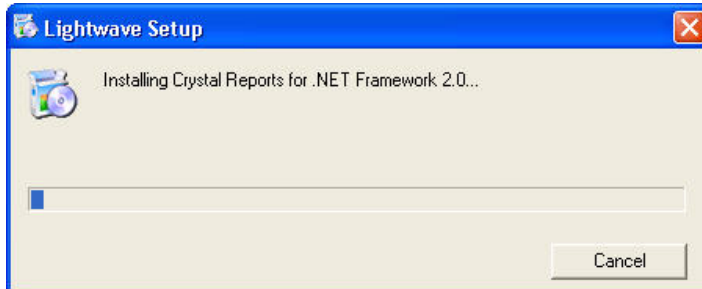 Lightwave Setup
Installing Crystal Reports for .NET Framework 2.0...
Cancel